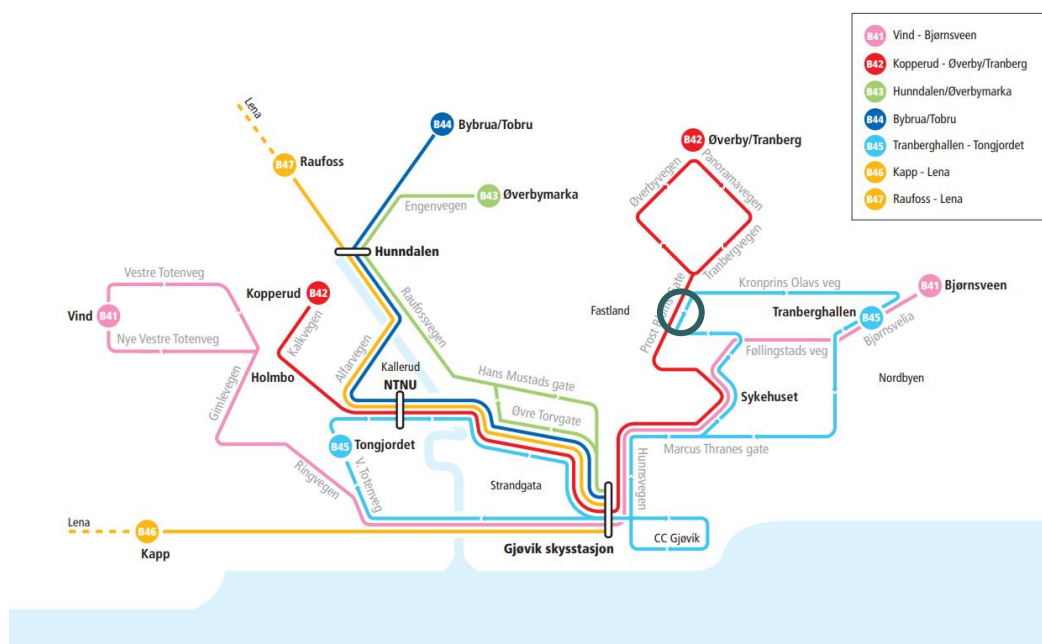 B41 Vind - Bjørnsveen
B42 Kopperud - Øverby/Tranberg
B43 Hunndalen/Øverbymarka
B44 Bybrua/Tobru
B45 Tranberghallen - Tongjordet
B46 Kapp - Lena
B47 Raufoss - Lena
Lena
B44 Bybrua/Tobru
B42 Øverby/Tranberg
B47 Raufoss
B43 Øverbymarka
Engenvegen
Øverbyvegen
Panoramavegen
Tranbergvegen
Hunndalen
Vestre Totenveg
Kopperud B42
Raufossvegen
Kronprins Olavs veg
B41 Bjørnsveen
Fastland
Tranberghallen B45
Bjørnsvelia
Vind B41
Nye Vestre Totenveg
Kalkvegen
Alfarvegen
Føllingstads veg
Holmbo
Kallerud
NTNU
Hans Mustads gate
Øvre Torvgate
Nordbyen
Sykehuset
Gimlevegen
B45 Tongjordet
Marcus Thranes gate
Ringvegen
V. Totenveg
Strandgata
Hunnsvegen
Lena B46
Kapp
Gjøvik skysstasjon
CC Gjøvik